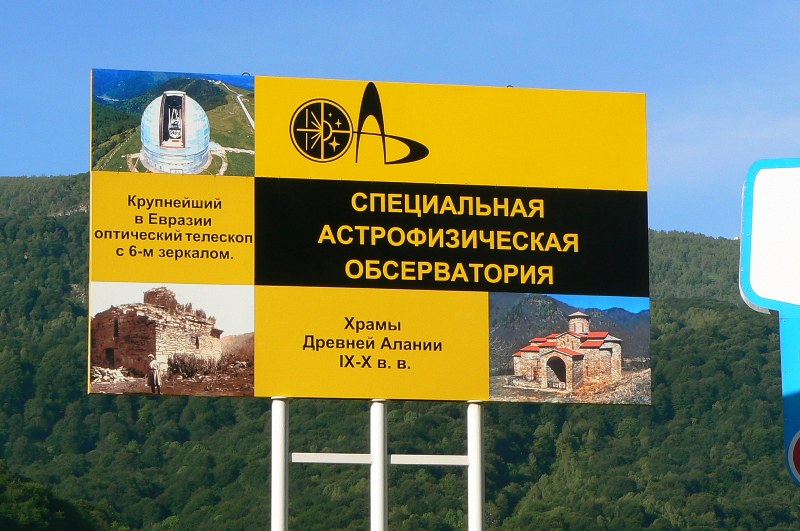 СПЕЦИАЛЬНАЯ
АСТРОФИЗИЧЕСКАЯ
ОБСЕРВАТОРИЯ
Крупнейший
в Евразии
оптический телескоп
с 6-м зеркалом.
Храмы
Древней Алании
IX-X в. в.